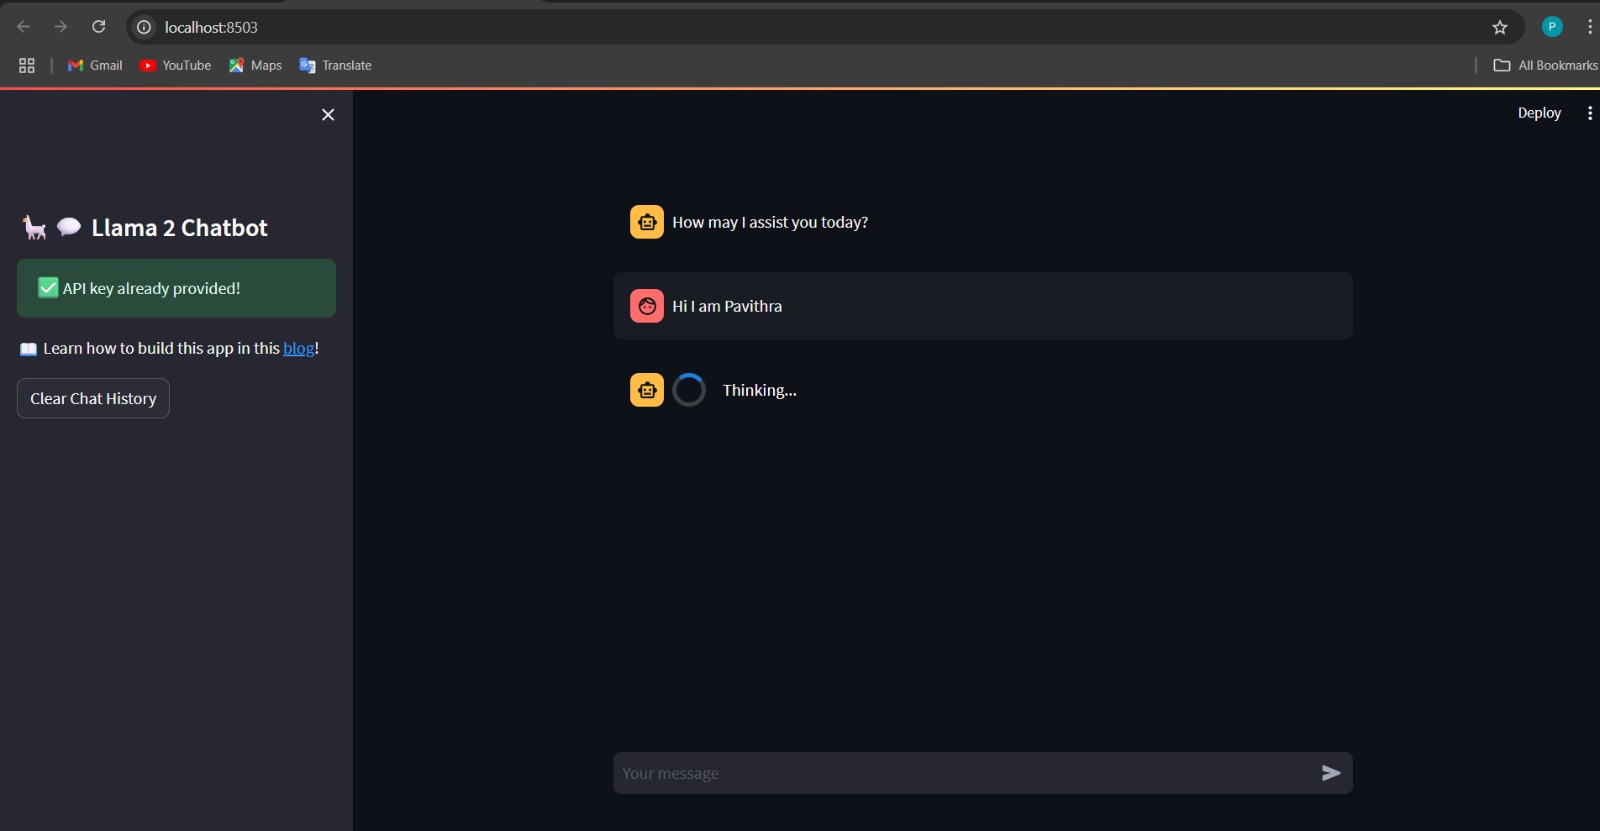 localhost:8503
P
Gmail
YouTube
Maps
Translate
All Bookmarks
Deploy
Llama 2 Chatbot
API key already provided!
Learn how to build this app in this blog!
Clear Chat History
How may I assist you today?
Hi I am Pavithra
Thinking...
Your message